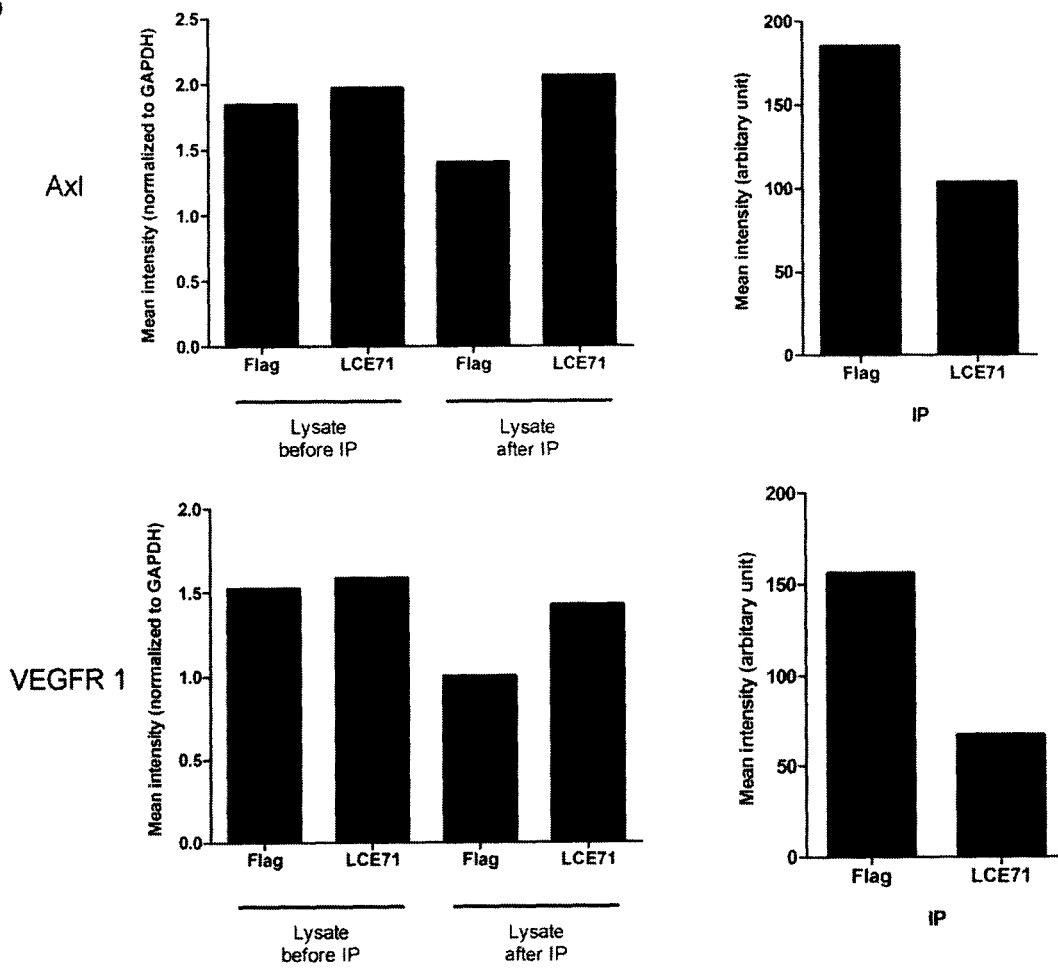 Axl
Mean intensity (normalized to GAPDH)
2.5
2.0
1.5
1.0
0.5
0.0
Flag
LCE71
Flag
LCE71
Lysate
before IP
Lysate
after IP
Mean intensity (arbitary unit)
200
150
100
50
0
Flag
LCE71
IP
VEGFR 1
Mean intensity (normalized to GAPDH)
2.0
1.5
1.0
0.5
0.0
Flag
LCE71
Flag
LCE71
Lysate
before IP
Lysate
after IP
Mean intensity (arbitary unit)
200
150
100
50
0
Flag
LCE71
IP